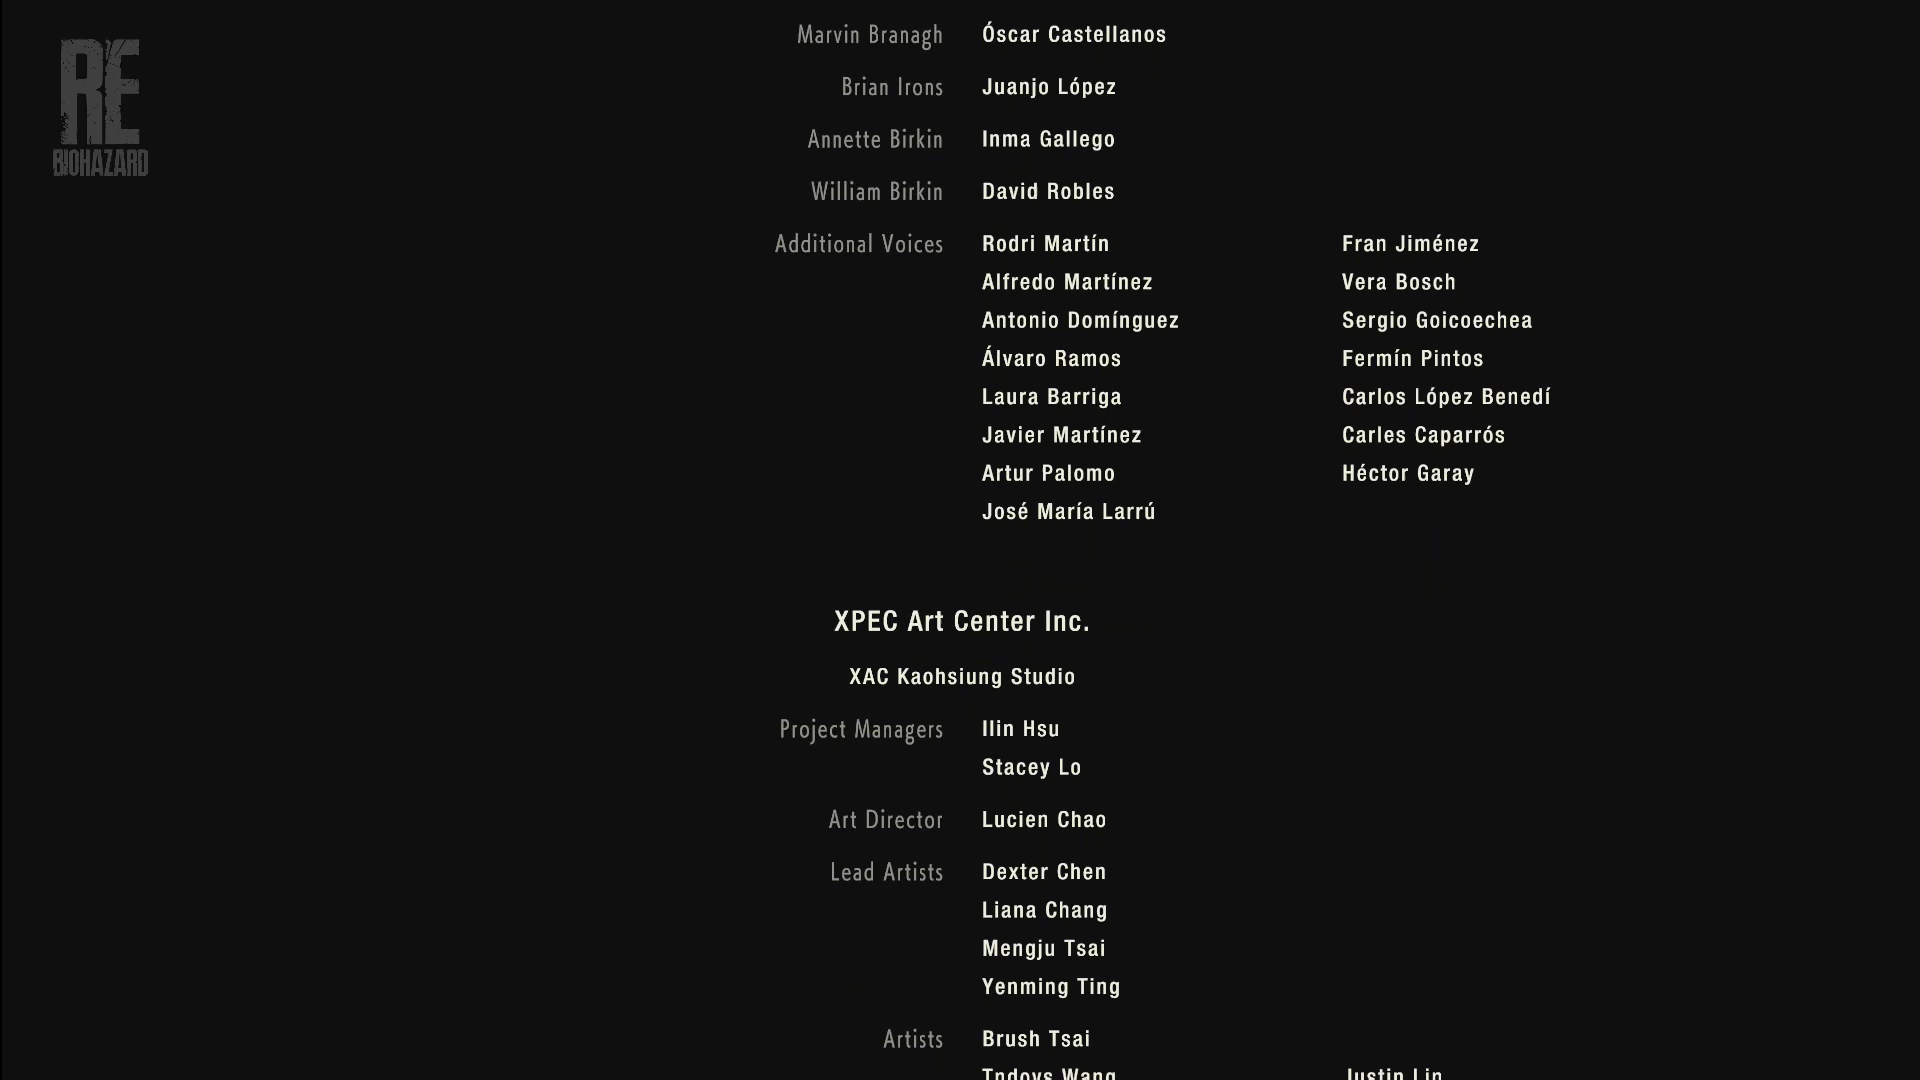 RE
BIOHAZARD
Marvin Branagh Óscar Castellanos
Brian Irons Juanjo López
Annette Birkin Inma Gallego
William Birkin David Robles
Additional Voices Rodri Martín Fran Jiménez
Alfredo Martínez Vera Bosch
Antonio Domínguez Sergio Goicoechea
Álvaro Ramos Fermín Pintos
Laura Barriga Carlos López Benedí
Javier Martínez Carles Caparrós
Artur Palomo Héctor Garay
José María Larrú
XPEC Art Center Inc.
XAC Kaohsiung Studio
Project Managers Ilin Hsu
Stacey Lo
Art Director Lucien Chao
Lead Artists Dexter Chen
Liana Chang
Mengju Tsai
Yenming Ting
Artists Brush Tsai
Tndoys Wang Justin Lin